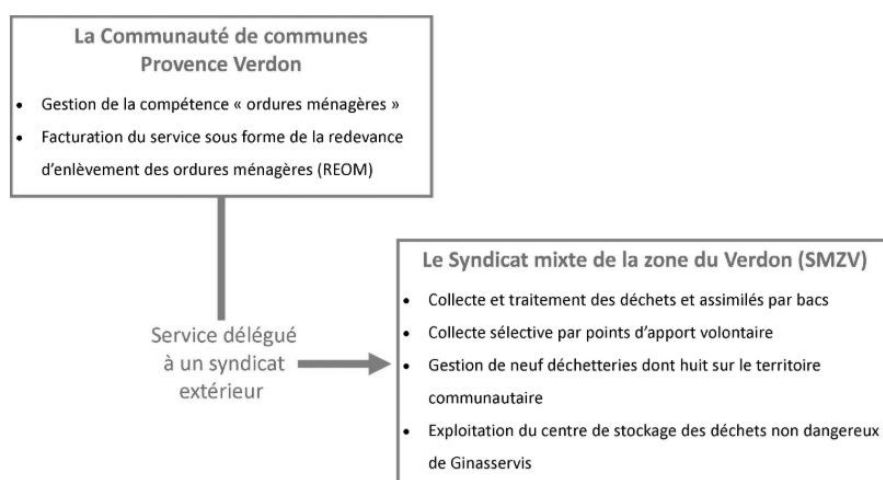 La Communauté de communes
Provence Verdon
• Gestion de la compétence « ordures ménagères »
• Facturation du service sous forme de la redevance
d'enlèvement des ordures ménagères (REOM)
Service délégué
à un syndicat
extérieur
Le Syndicat mixte de la zone du Verdon (SMZV)
• Collecte et traitement des déchets et assimilés par bacs
• Collecte sélective par points d'apport volontaire
• Gestion de neuf déchetteries dont huit sur le territoire
communautaire
• Exploitation du centre de stockage des déchets non dangereux
de Ginasservis